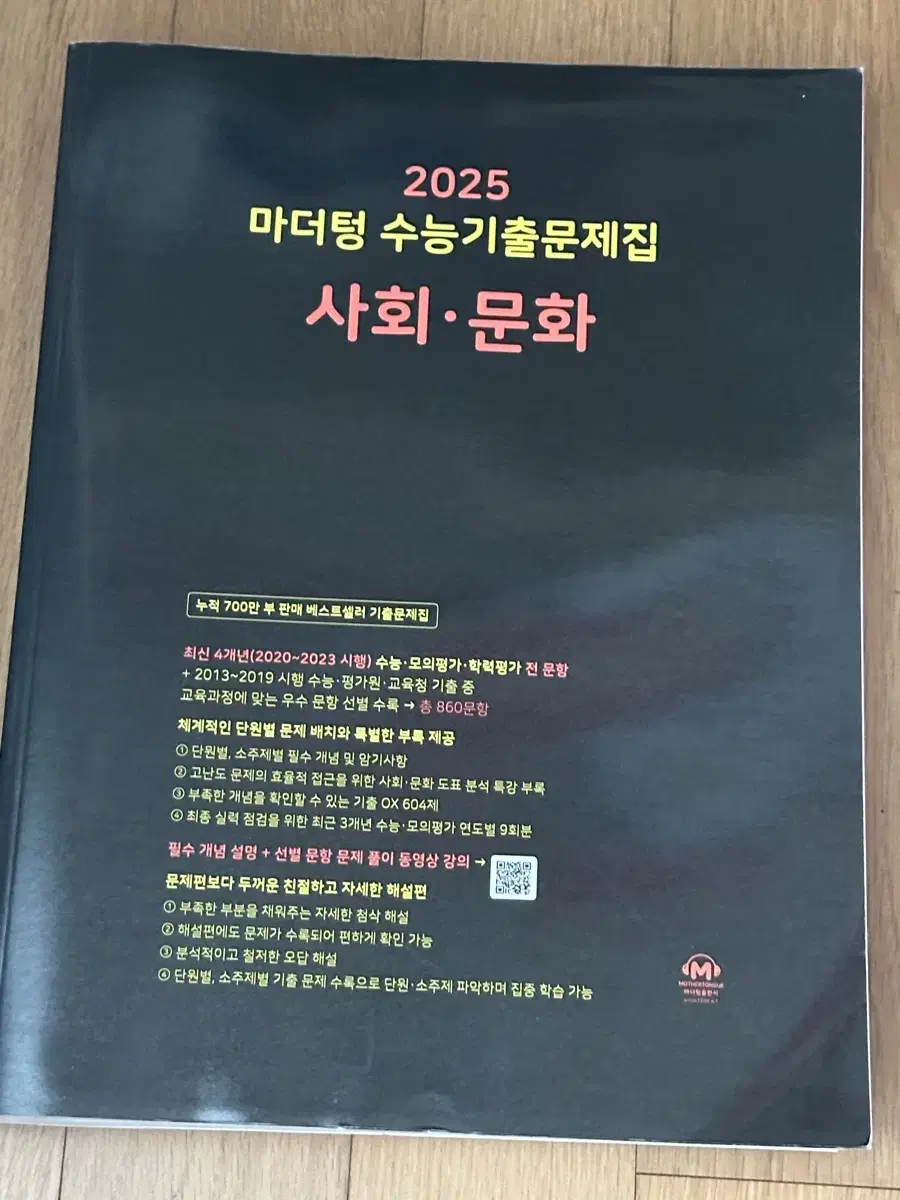 2025
마더텅 수능기출문제집
사회·문화
누적 700만 부 판매 베스트셀러 기출문제집
최신 4개년(2020~2023 시행) 수능·모의평가·학력평가 전 문항
+ 2013~2019 시행 수능·평가원·교육청 기출 중
교육과정에 맞는 우수 문항 선별 수록 → 총 860문항
체계적인 단원별 문제 배치와 특별한 부록 제공
① 단원별, 소주제별 필수 개념 및 암기사항
② 고난도 문제의 효율적 접근을 위한 사회·문화 도표 분석 특강 부록
③ 부족한 개념을 확인할 수 있는 기출 OX 604제
④ 최종 실력 점검을 위한 최근 3개년 수능·모의평가 연도별 9회분
필수 개념 설명 + 선별 문항 문제 풀이 동영상 강의 →
문제편보다 두꺼운 친절하고 자세한 해설편
① 부족한 부분을 채워주는 자세한 첨삭 해설
② 해설편에도 문제가 수록되어 편하게 확인 가능
③ 분석적이고 철저한 오답 해설
④ 단원별, 소주제별 기출 문제 수록으로 단원·소주제 파악하며 집중 학습 가능
M
MOTHERTONGUE
마더텅출판사